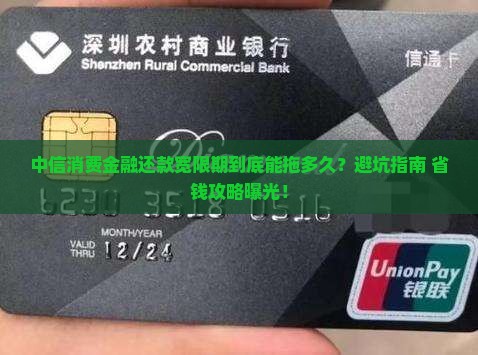 深圳农村商业银行
Shenzhen Rural Commercial Bank
信通卡
中信消费金融还款宽限期到底能拖多久？避坑指南 省
钱攻略曝光！
MONTH/YEAR
VALID
THRU
12/24
UnionPay
银联